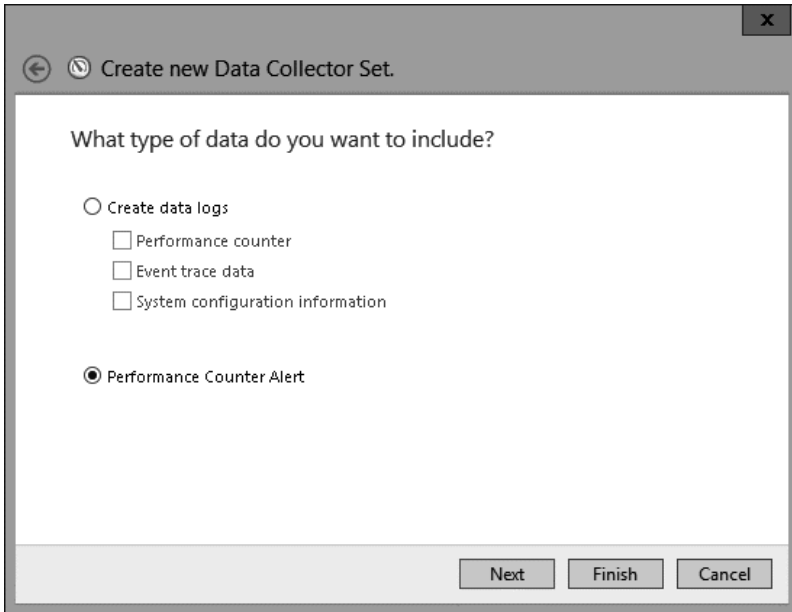 X
Create new Data Collector Set.
What type of data do you want to include?
Create data logs
Performance counter
Event trace data
System configuration information
Performance Counter Alert
Next Finish Cancel